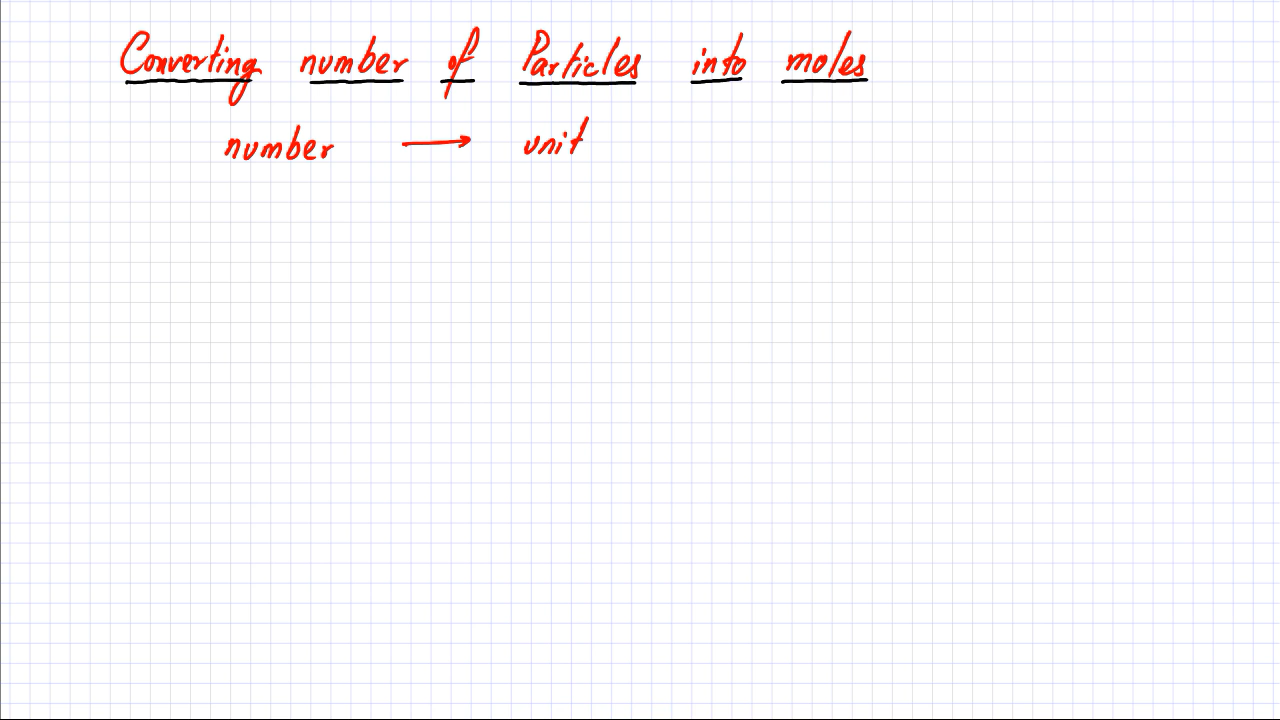 Converting number of Particles into moles
number → unit